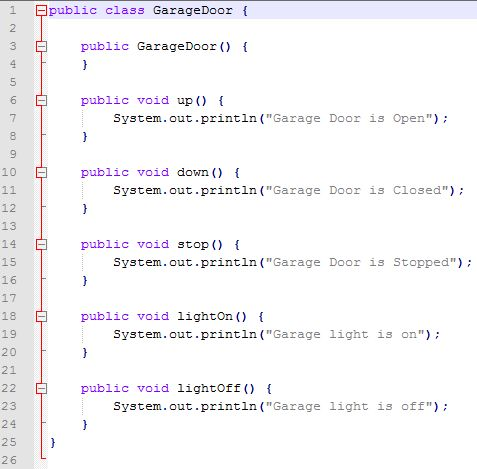 1 public class GarageDoor {
2
3     public GarageDoor() {
4     }
5
6     public void up() {
7         System.out.println("Garage Door is Open");
8     }
9
10     public void down() {
11         System.out.println("Garage Door is Closed");
12     }
13
14     public void stop() {
15         System.out.println("Garage Door is Stopped");
16     }
17
18     public void lightOn() {
19         System.out.println("Garage light is on");
20     }
21
22     public void lightOff() {
23         System.out.println("Garage light is off");
24     }
25 }
26